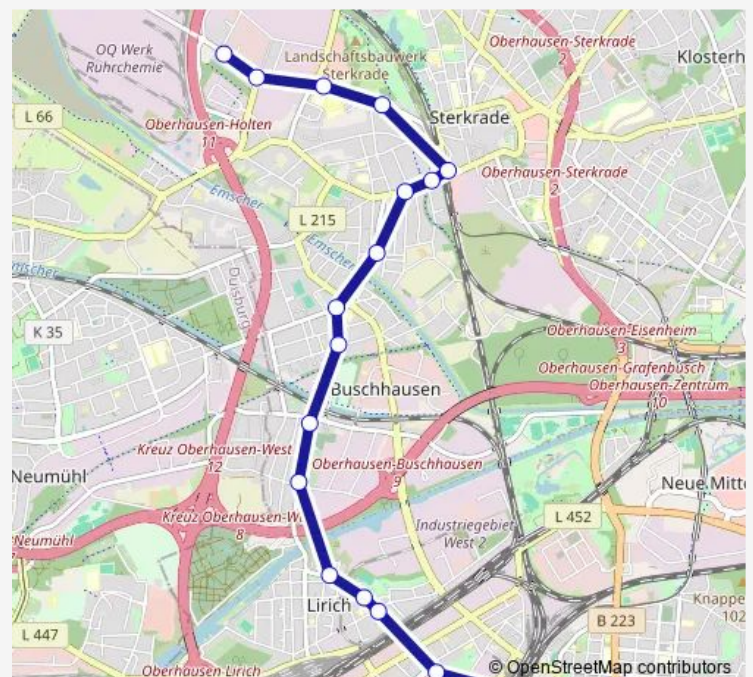 OQ Werk
Ruhrchemie
Landschaftsbauwerk
Sterkrade
Oberhausen-Sterkrade
2
Klosterh
L 66
Oberhausen-Holten
11
Sterkrade
Oberhausen-Sterkrade
2
Emscher
L 215
Emscher
Emscher
Duisburg
K 35
Oberhausen-Eisenheim
3
Oberhausen-Grafenbusch
Oberhausen-Zentrum
10
Buschhausen
Kreuz Oberhausen-West
12
Oberhausen-Buschhausen
9
Neumühl
Neue Mitte
Kreuz Oberhausen-W
8
L 452
Industriegebiet
West 2
Neumühl
Lirich
Knappe
102
B 223
L 447
Oberhausen-Lirich
© OpenStreetMap contributors